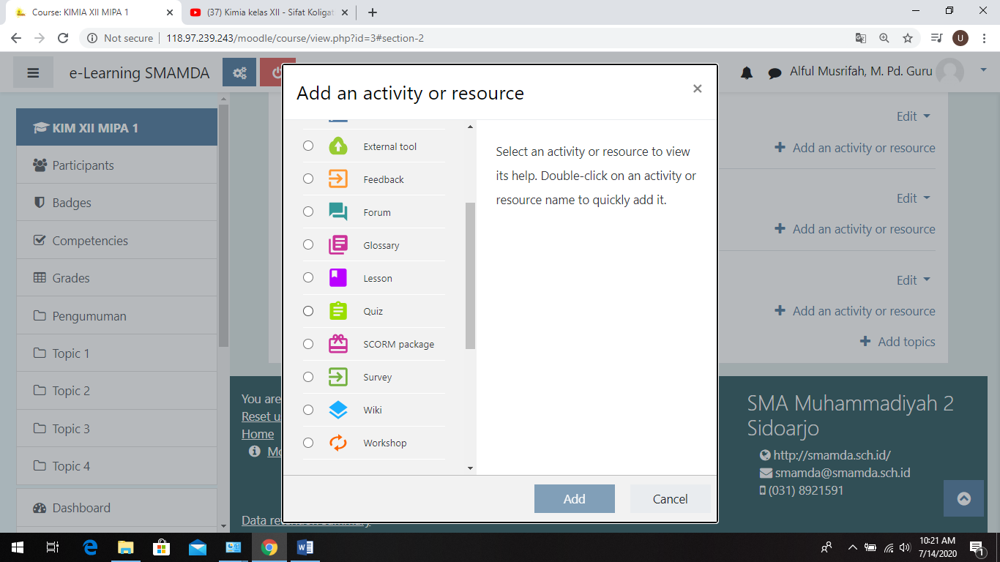 Course: KIMIA XII MIPA 1
(37) Kimia kelas XII - Sifat Koligat
Not secure
118.97.239.243/moodle/course/view.php?id=3#section-2
U
e-Learning SMAMDA
Alful Musrifah, M. Pd. Guru
KIM XII MIPA 1
Participants
Badges
Competencies
Grades
Pengumuman
Topic 1
Topic 2
Topic 3
Topic 4
Dashboard
Add an activity or resource
External tool
Feedback
Forum
Glossary
Lesson
Quiz
SCORM package
Survey
Wiki
Workshop
Select an activity or resource to view
its help. Double-click on an activity or
resource name to quickly add it.
Add
Cancel
Edit
Add an activity or resource
Edit
Add an activity or resource
Edit
Add an activity or resource
Add topics
You are
Reset u
Home
Mo
SMA Muhammadiyah 2
Sidoarjo
http://smamda.sch.id/
smamda@smamda.sch.id
(031) 8921591
10:21 AM
7/14/2020
1